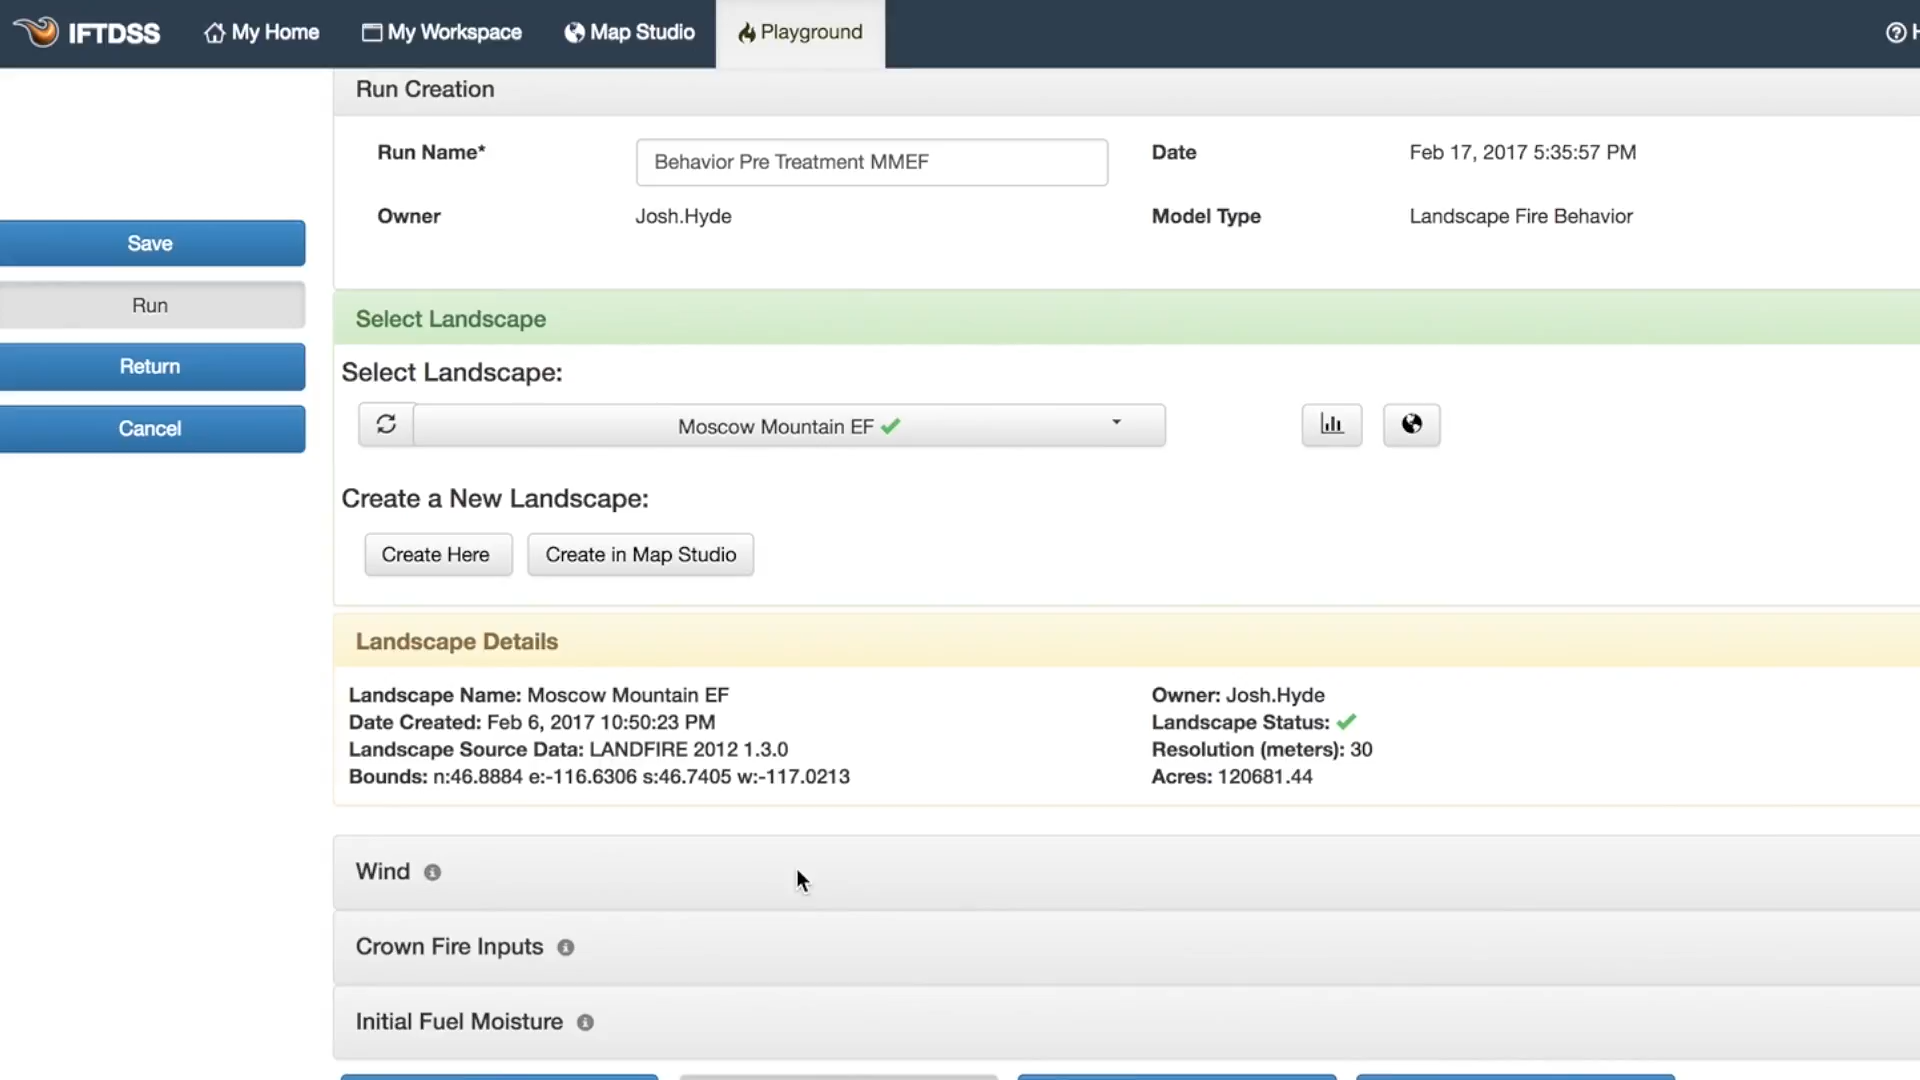 IFTDSS My Home My Workspace Map Studio Playground H
Run Creation
Run Name* Behavior Pre Treatment MMEF Date Feb 17, 2017 5:35:57 PM
Owner Josh.Hyde Model Type Landscape Fire Behavior
Save
Run
Return
Cancel
Select Landscape
Select Landscape:
Moscow Mountain EF
Create a New Landscape:
Create Here Create in Map Studio
Landscape Details
Landscape Name: Moscow Mountain EF Owner: Josh.Hyde
Date Created: Feb 6, 2017 10:50:23 PM Landscape Status:
Landscape Source Data: LANDFIRE 2012 1.3.0 Resolution (meters): 30
Bounds: n:46.8884 e:-116.6306 s:46.7405 w:-117.0213 Acres: 120681.44
Wind
Crown Fire Inputs
Initial Fuel Moisture